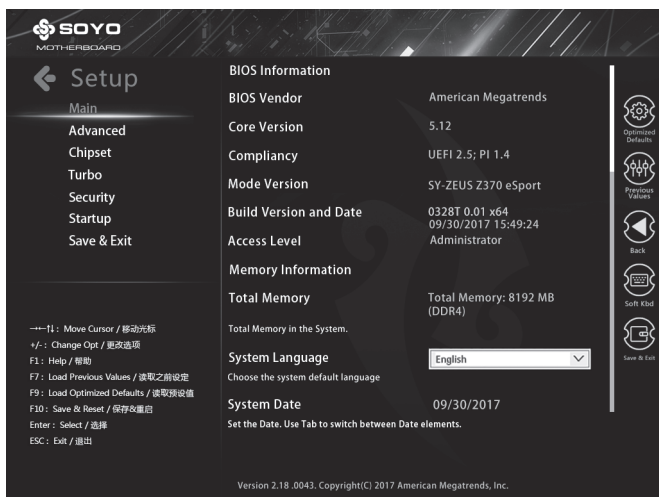 SOYO
MOTHERBOARD
Setup
Main
Advanced
Chipset
Turbo
Security
Startup
Save & Exit
→←↑↓ : Move Cursor / 移动光标
+/- : Change Opt / 更改选项
F1 : Help / 帮助
F7 : Load Previous Values / 读取之前设定
F9 : Load Optimized Defaults / 读取预设值
F10 : Save & Reset / 保存&重启
Enter : Select / 选择
ESC : Exit / 退出
BIOS Information
BIOS Vendor American Megatrends
Core Version 5.12
Compliancy UEFI 2.5; PI 1.4
Mode Version SY-ZEUS Z370 eSport
Build Version and Date 0328T 0.01 x64
09/30/2017 15:49:24
Access Level Administrator
Memory Information
Total Memory Total Memory: 8192 MB
(DDR4)
Total Memory in the System.
System Language English
Choose the system default language
System Date 09/30/2017
Set the Date. Use Tab to switch between Date elements.
Optimized
Defaults
Previous
Values
Back
Soft Kbd
Save & Exit
Version 2.18 .0043. Copyright(C) 2017 American Megatrends, Inc.